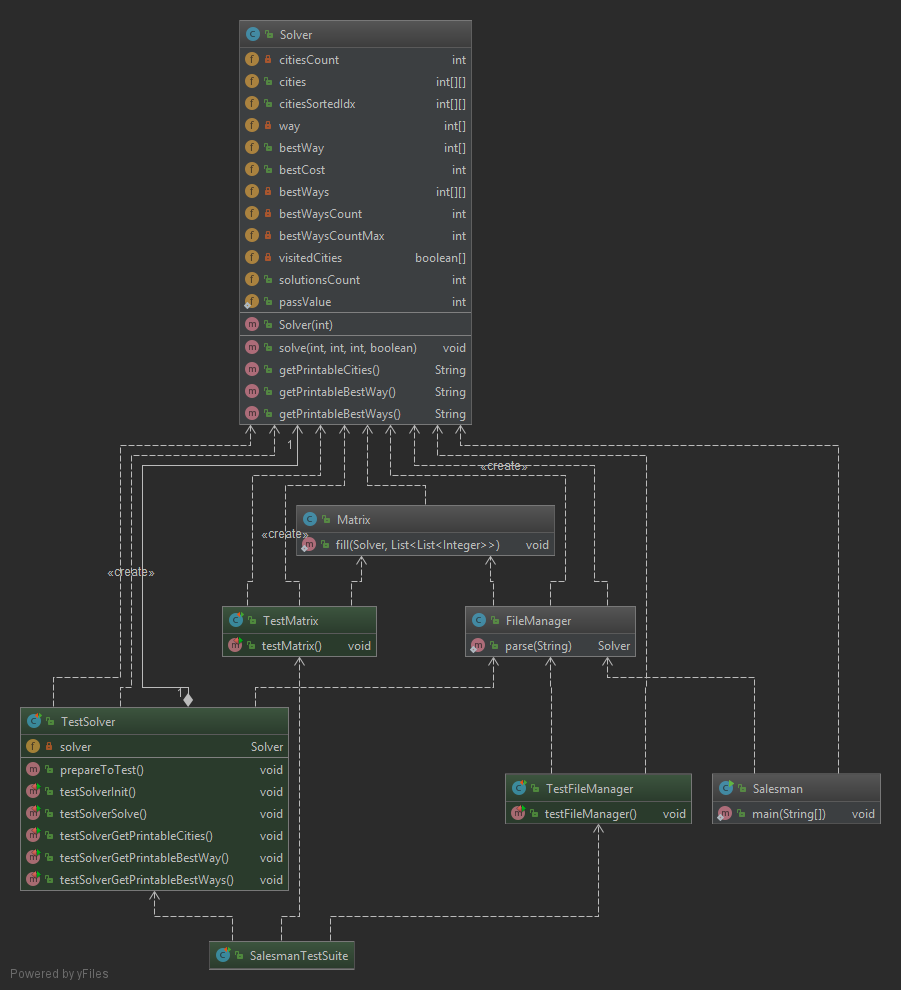 Solver
citiesCount int
cities int[][]
citiesSortedIdx int[][]
way int[]
bestWay int[]
bestCost int
bestWays int[][]
bestWaysCount int
bestWaysCountMax int
visitedCities boolean[]
solutionsCount int
passValue int
Solver(int)
solve(int, int, int, boolean) void
getPrintableCities() String
getPrintableBestWay() String
getPrintableBestWays() String
1
«create»
Matrix
fill(Solver, List<List<Integer>>) void
«create»
«create»
TestMatrix
testMatrix() void
FileManager
parse(String) Solver
1
TestSolver
solver Solver
prepareToTest() void
testSolverInit() void
testSolverSolve() void
testSolverGetPrintableCities() void
testSolverGetPrintableBestWay() void
testSolverGetPrintableBestWays() void
TestFileManager
testFileManager() void
Salesman
main(String[]) void
SalesmanTestSuite
Powered by yFiles